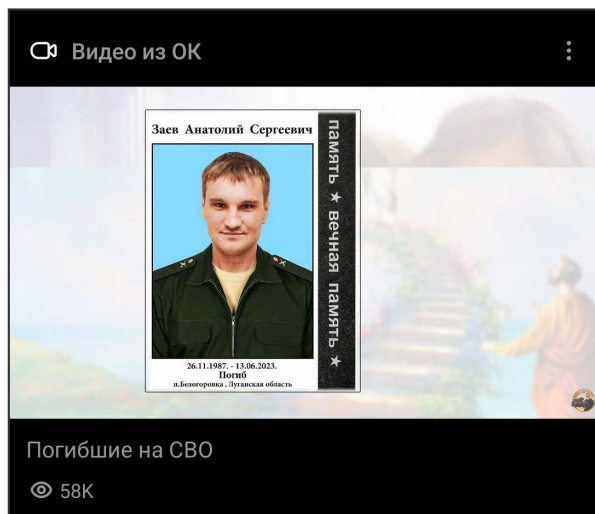 Видео из ОК
Заев Анатолий Сергеевич
память ★ вечная память ★
26.11.1987. - 13.06.2023.
Погиб
п.Белогоровка , Луганская область
Погибшие на СВО
58K